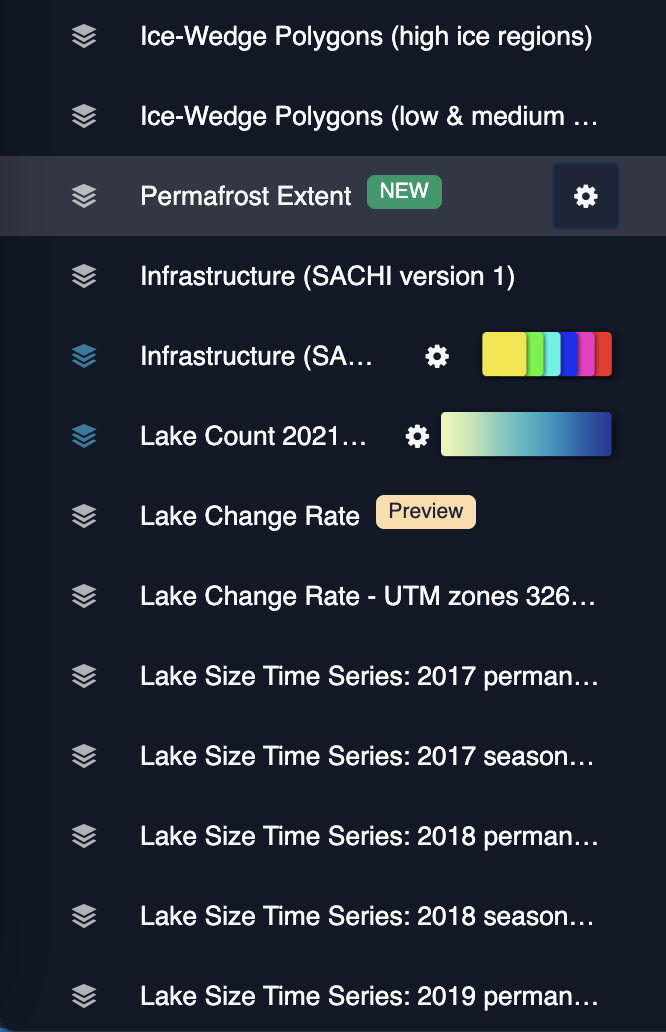 Ice-Wedge Polygons (high ice regions)
Ice-Wedge Polygons (low & medium …
Permafrost Extent NEW
Infrastructure (SACHI version 1)
Infrastructure (SA…
Lake Count 2021…
Lake Change Rate Preview
Lake Change Rate - UTM zones 326…
Lake Size Time Series: 2017 perman…
Lake Size Time Series: 2017 season…
Lake Size Time Series: 2018 perman…
Lake Size Time Series: 2018 season…
Lake Size Time Series: 2019 perman…